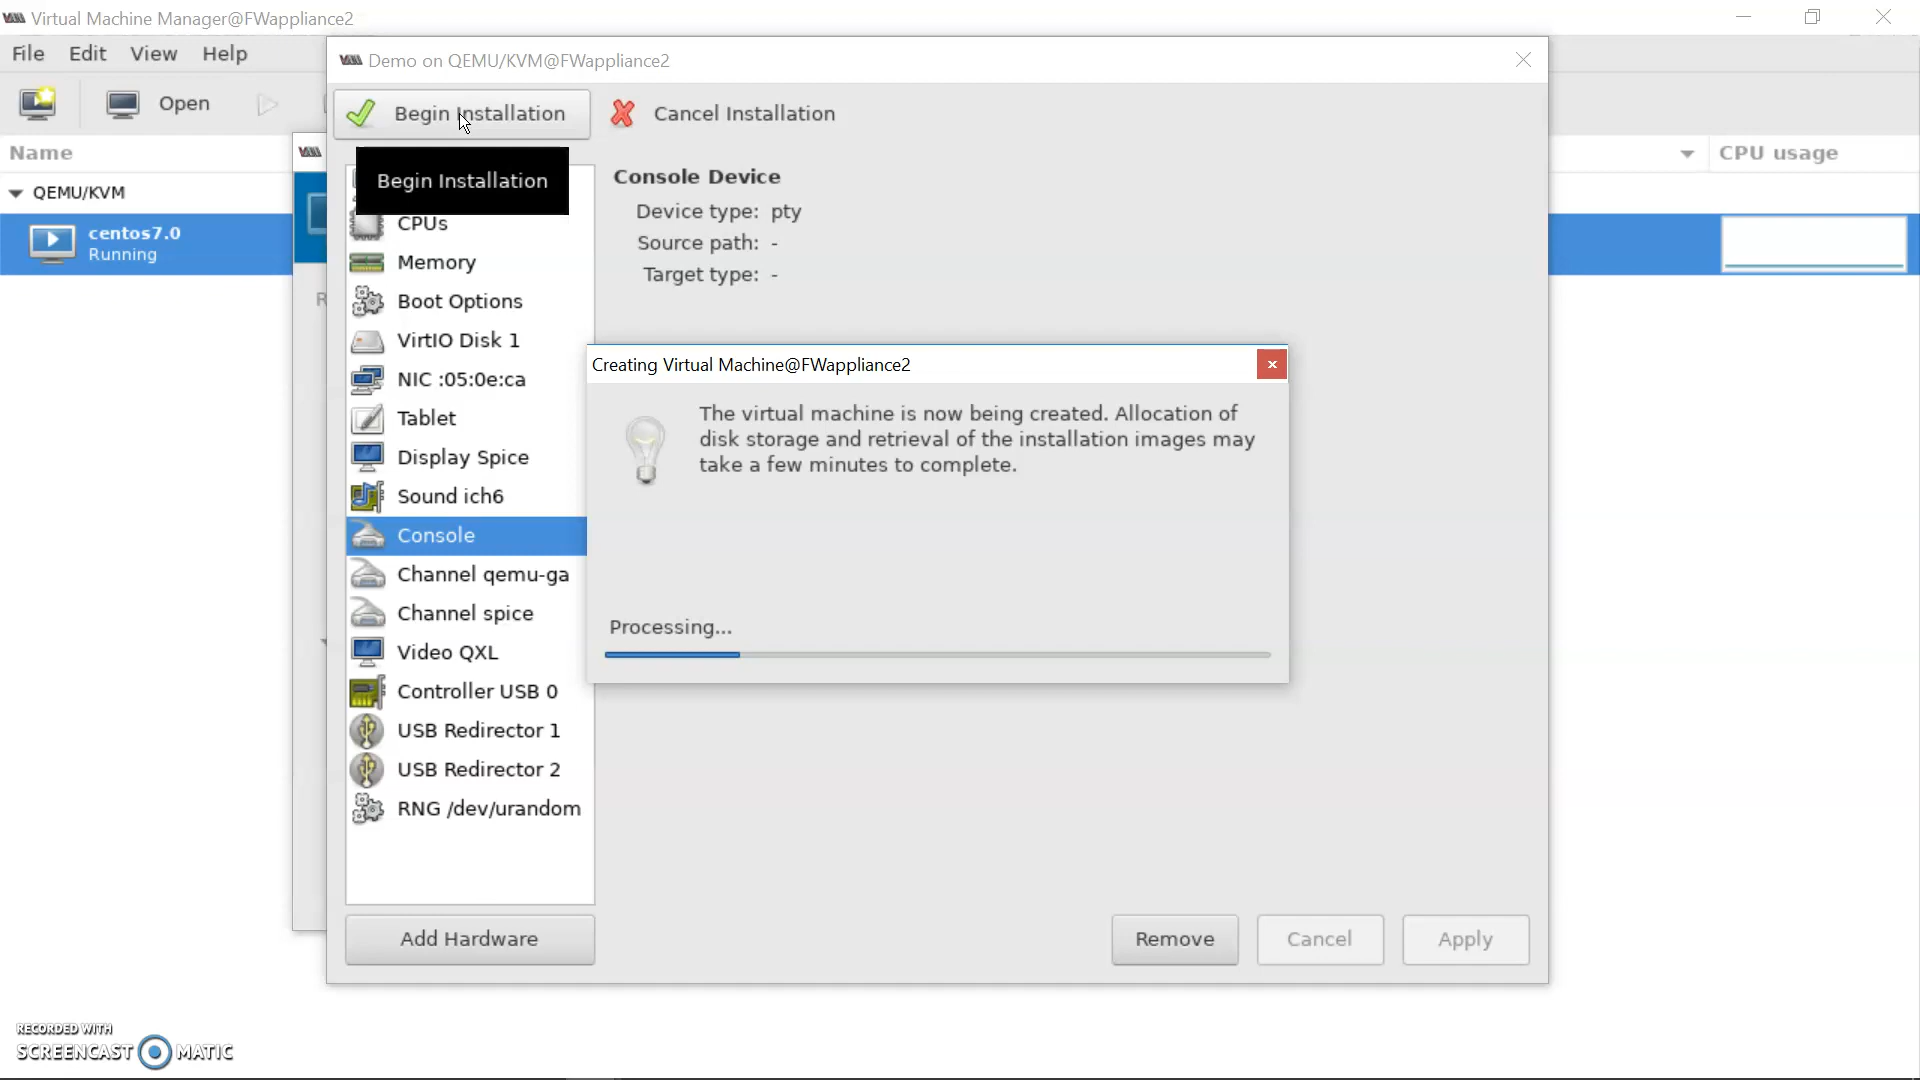 Virtual Machine Manager@FWappliance2
File Edit View Help
Demo on QEMU/KVM@FWappliance2
Open
Begin Installation
Cancel Installation
Name
CPU usage
Begin Installation
Console Device
QEMU/KVM
Device type: pty
CPUs
centos7.0
Running
Source path: -
Memory
Target type: -
Boot Options
VirtIO Disk 1
Creating Virtual Machine@FWappliance2
NIC :05:0e:ca
The virtual machine is now being created. Allocation of
disk storage and retrieval of the installation images may
take a few minutes to complete.
Tablet
Display Spice
Sound ich6
Console
Channel qemu-ga
Channel spice
Processing...
Video QXL
Controller USB 0
USB Redirector 1
USB Redirector 2
RNG /dev/urandom
Add Hardware
Remove
Cancel
Apply
RECORDED WITH
SCREENCAST MATIC